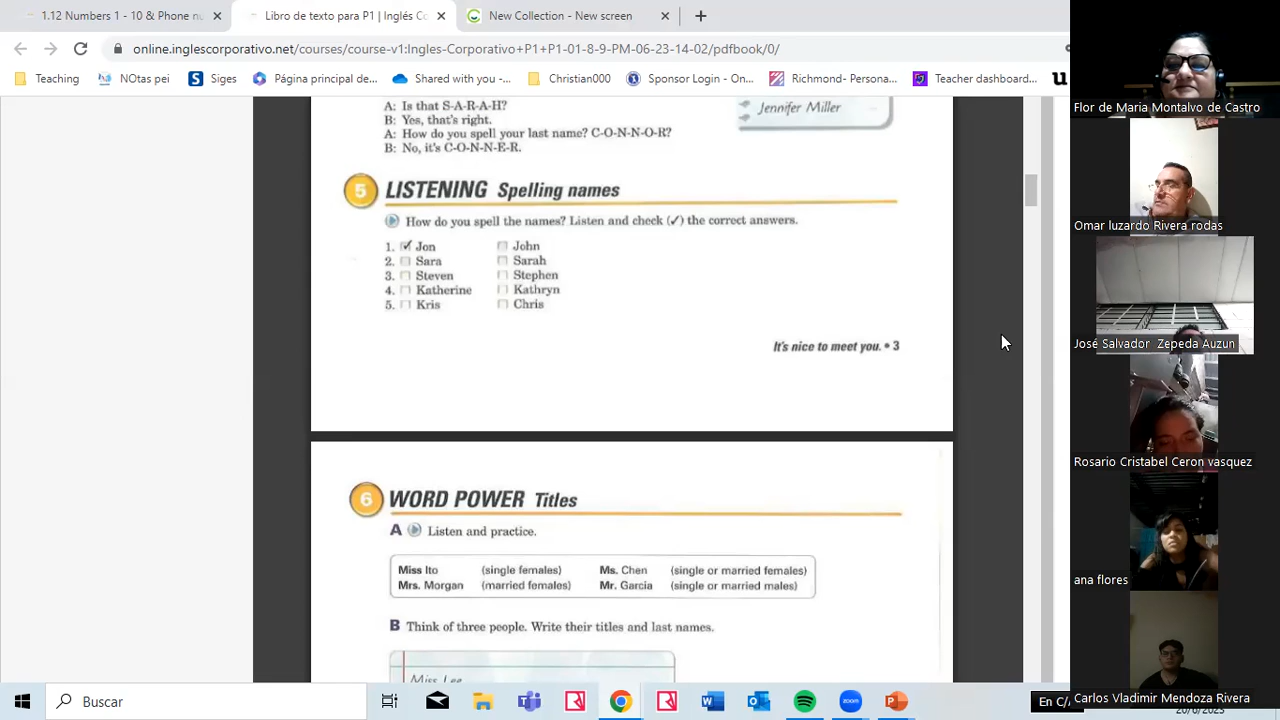 1.12 Numbers 1 - 10 & Phone nu
Libro de texto para P1 | Inglés Co
New Collection - New screen
online.inglescorporativo.net/courses/course-v1:Ingles-Corporativo+P1+P1-01-8-9-PM-06-23-14-02/pdfbook/0/
Teaching
NOtas pei
Siges
Página principal de...
Shared with you -...
Christian000
Sponsor Login - On...
Richmond- Persona...
Teacher dashboard...
A: Is that S-A-R-A-H?
B: Yes, that's right.
A: How do you spell your last name? C-O-N-N-O-R?
B: No, it's C-O-N-N-E-R.
Jennifer Miller
5 LISTENING Spelling names
How do you spell the names? Listen and check (✓) the correct answers.
1. ✓ Jon John
2. Sara Sarah
3. Steven Stephen
4. Katherine Kathryn
5. Kris Chris
It's nice to meet you. • 3
6 WORD POWER Titles
A Listen and practice.
Miss Ito (single females) Ms. Chen (single or married females)
Mrs. Morgan (married females) Mr. Garcia (single or married males)
B Think of three people. Write their titles and last names.
Miss Lee
Flor de Maria Montalvo de Castro
Omar luzardo Rivera rodas
José Salvador Zepeda Auzun
Rosario Cristabel Ceron vasquez
ana flores
Carlos Vladimir Mendoza Rivera
Buscar
En C/A
20/6/2023